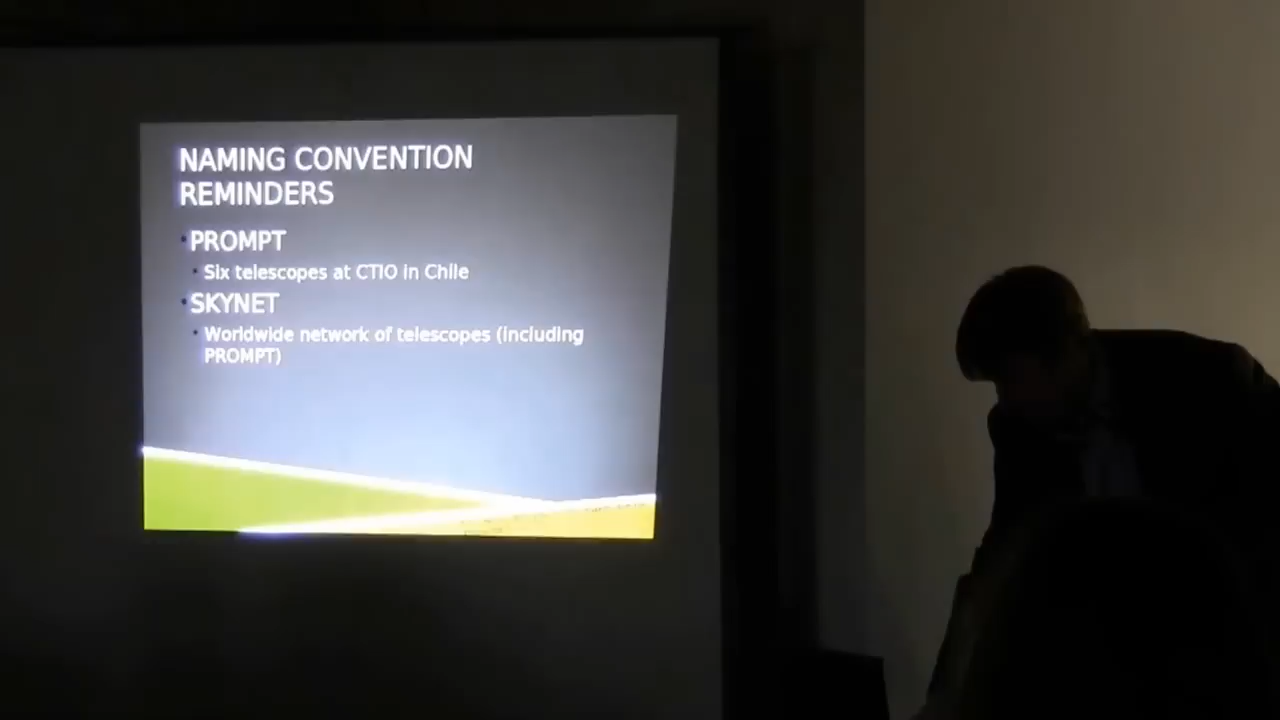 NAMING CONVENTION
REMINDERS
PROMPT
Six telescopes at CTIO in Chile
SKYNET
Worldwide network of telescopes (including
PROMPT)